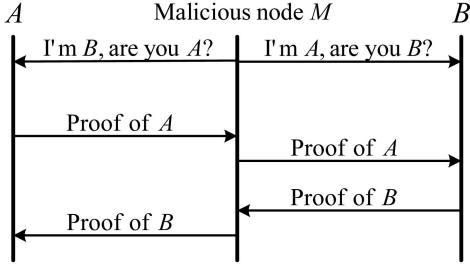 A Malicious node M B
I'm B, are you A? I'm A, are you B?
Proof of A
Proof of A
Proof of B
Proof of B